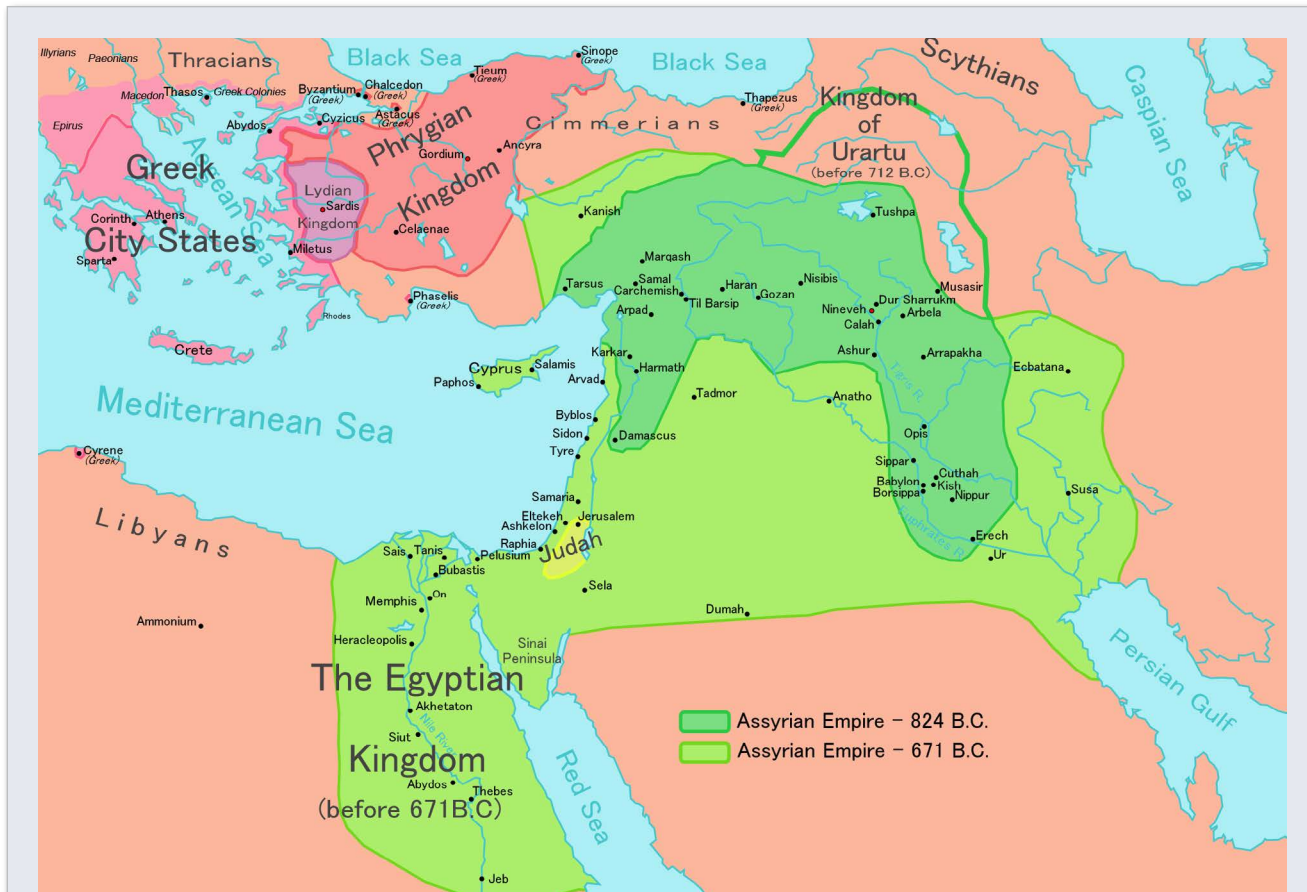 Illyrians
Paeonians
Thracians
Black Sea
Sinope
(Greek)
Black Sea
Scythians
Caspian Sea
Macedon
Thasos
Greek Colonies
Byzantium
(Greek)
Chalcedon
(Greek)
Tieum
(Greek)
Astacus
(Greek)
Thapezus
(Greek)
Kingdom
of
Urartu
(before 712 B.C)
Epirus
Abydos
Cyzicus
Phrygian
Kingdom
Gordium
Ancyra
Cimmerians
Greek
City States
Aegean Sea
Lydian
Kingdom
Sardis
Celaenae
Kanish
Tushpa
Corinth
Athens
Sparta
Miletus
Phaselis
(Greek)
Rhodes
Crete
Marqash
Tarsus
Samal
Carchemish
Til Barsip
Haran
Gozan
Nisibis
Musasir
Dur Sharrukm
Nineveh
Arbela
Calah
Arpad
Ashur
Arrapakha
Ecbatana
Karkar
Harmath
Cyprus
Salamis
Paphos
Arvad
Tadmor
Anatho
Tigris R.
Mediterranean Sea
Byblos
Sidon
Damascus
Tyre
Opis
Sippar
Cuthah
Babylon
Kish
Borsippa
Nippur
Susa
Cyrene
(Greek)
Samaria
Eltekeh
Jerusalem
Ashkelon
Raphia
Judah
Euphrates R.
Erech
Ur
Libyans
Sais
Tanis
Pelusium
Bubastis
On
Memphis
Sela
Dumah
Ammonium
Heracleopolis
Sinai
Peninsula
Persian Gulf
The Egyptian
Kingdom
(before 671B.C)
Akhetaton
Nile River
Siut
Abydos
Thebes
Jeb
Red Sea
Assyrian Empire - 824 B.C.
Assyrian Empire - 671 B.C.